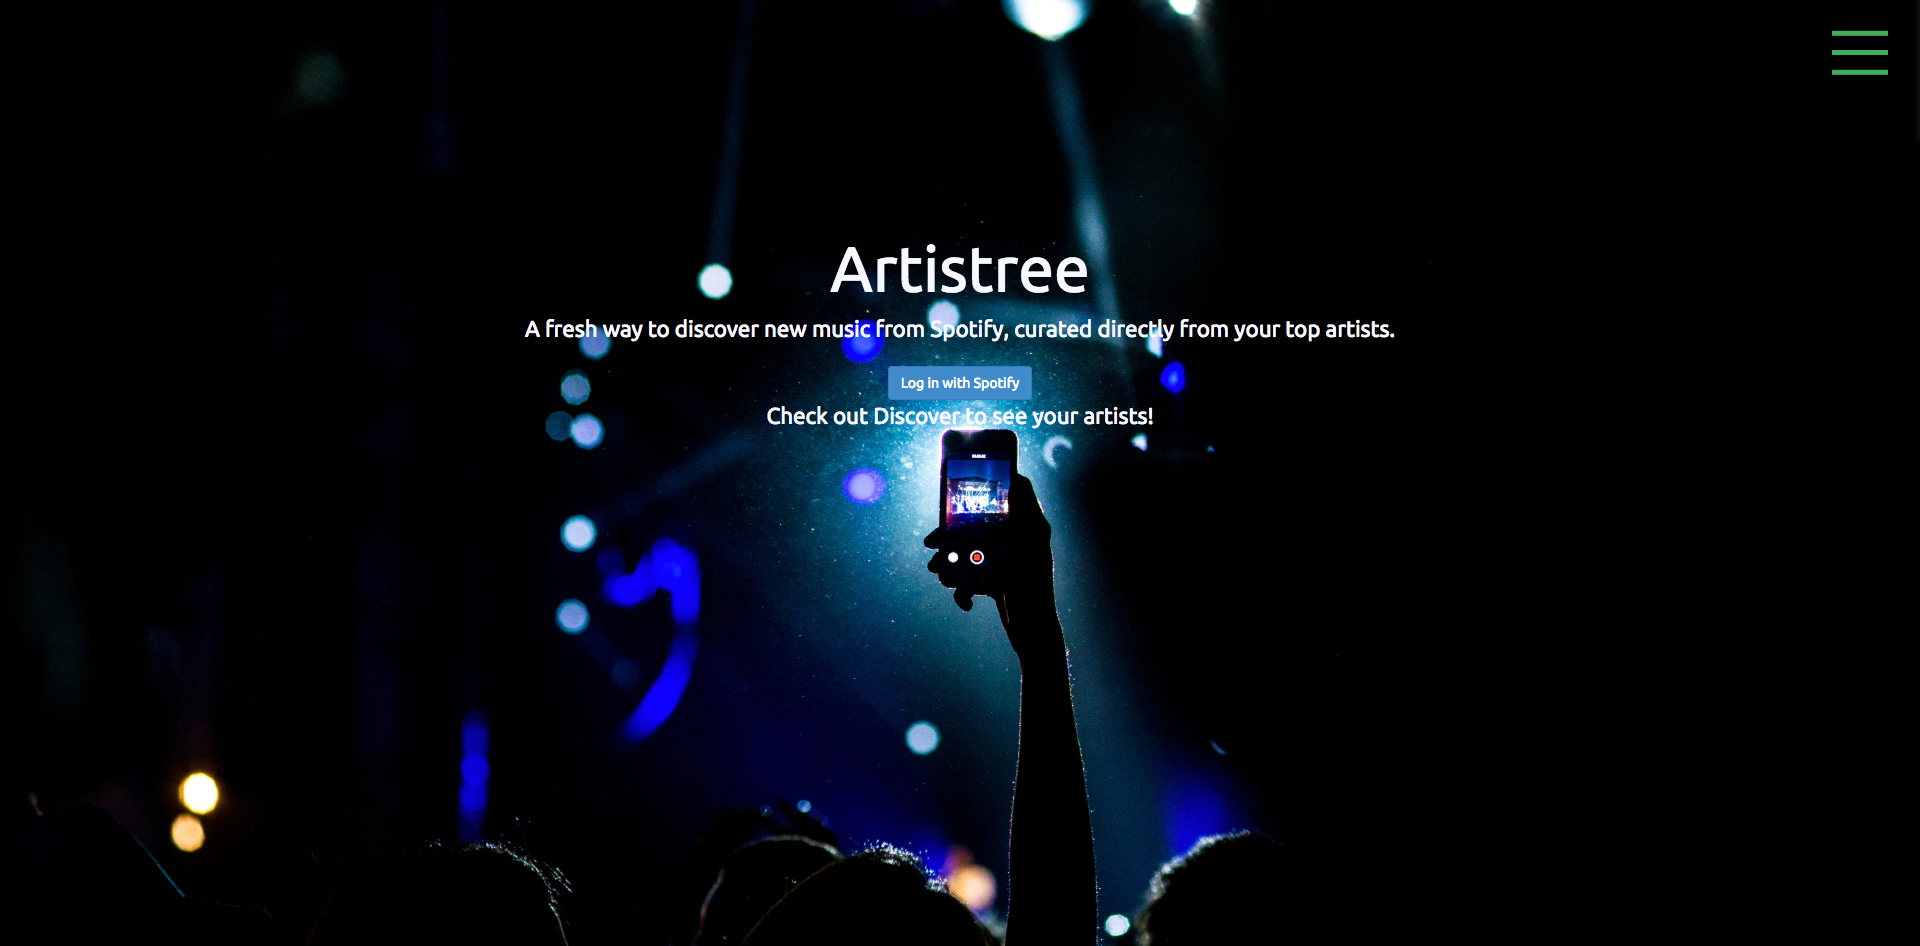 Artistree
A fresh way to discover new music from Spotify, curated directly from your top artists.
Log in with Spotify
Check out Discover to see your artists!